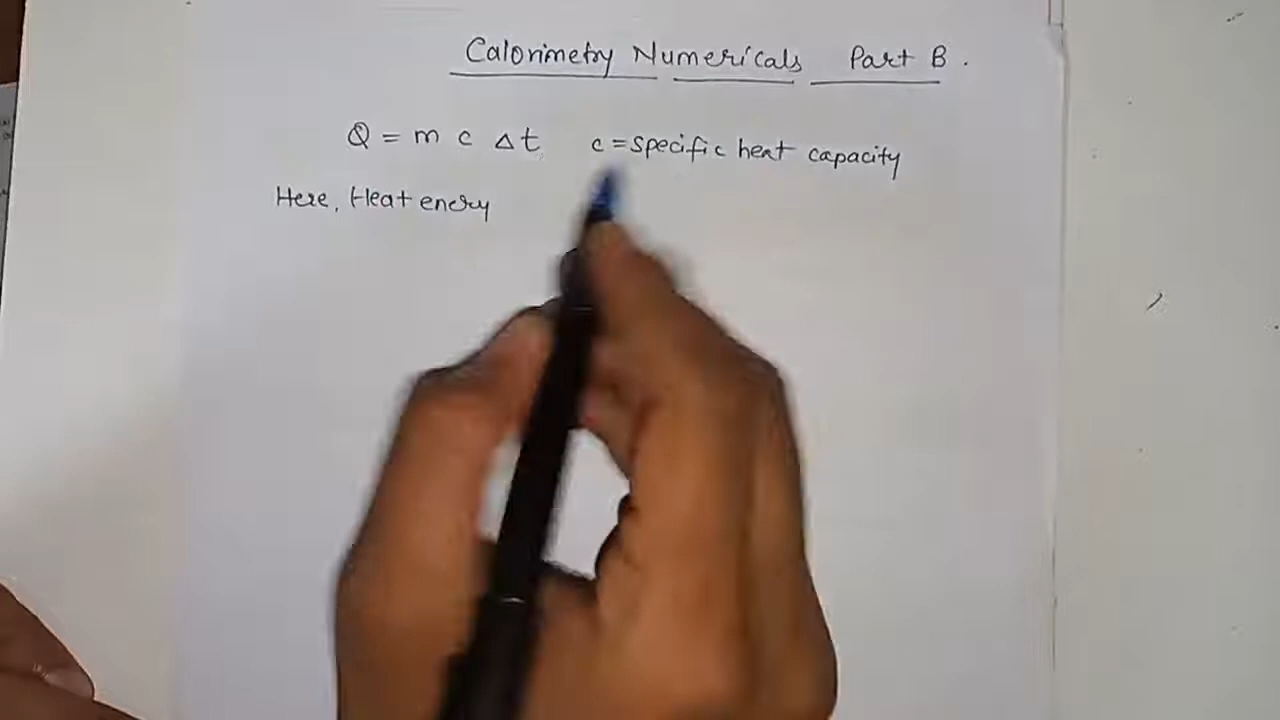 Calorimetry Numericals Part B.
Q = m c Δt, c = specific heat capacity
Here, Heat enery